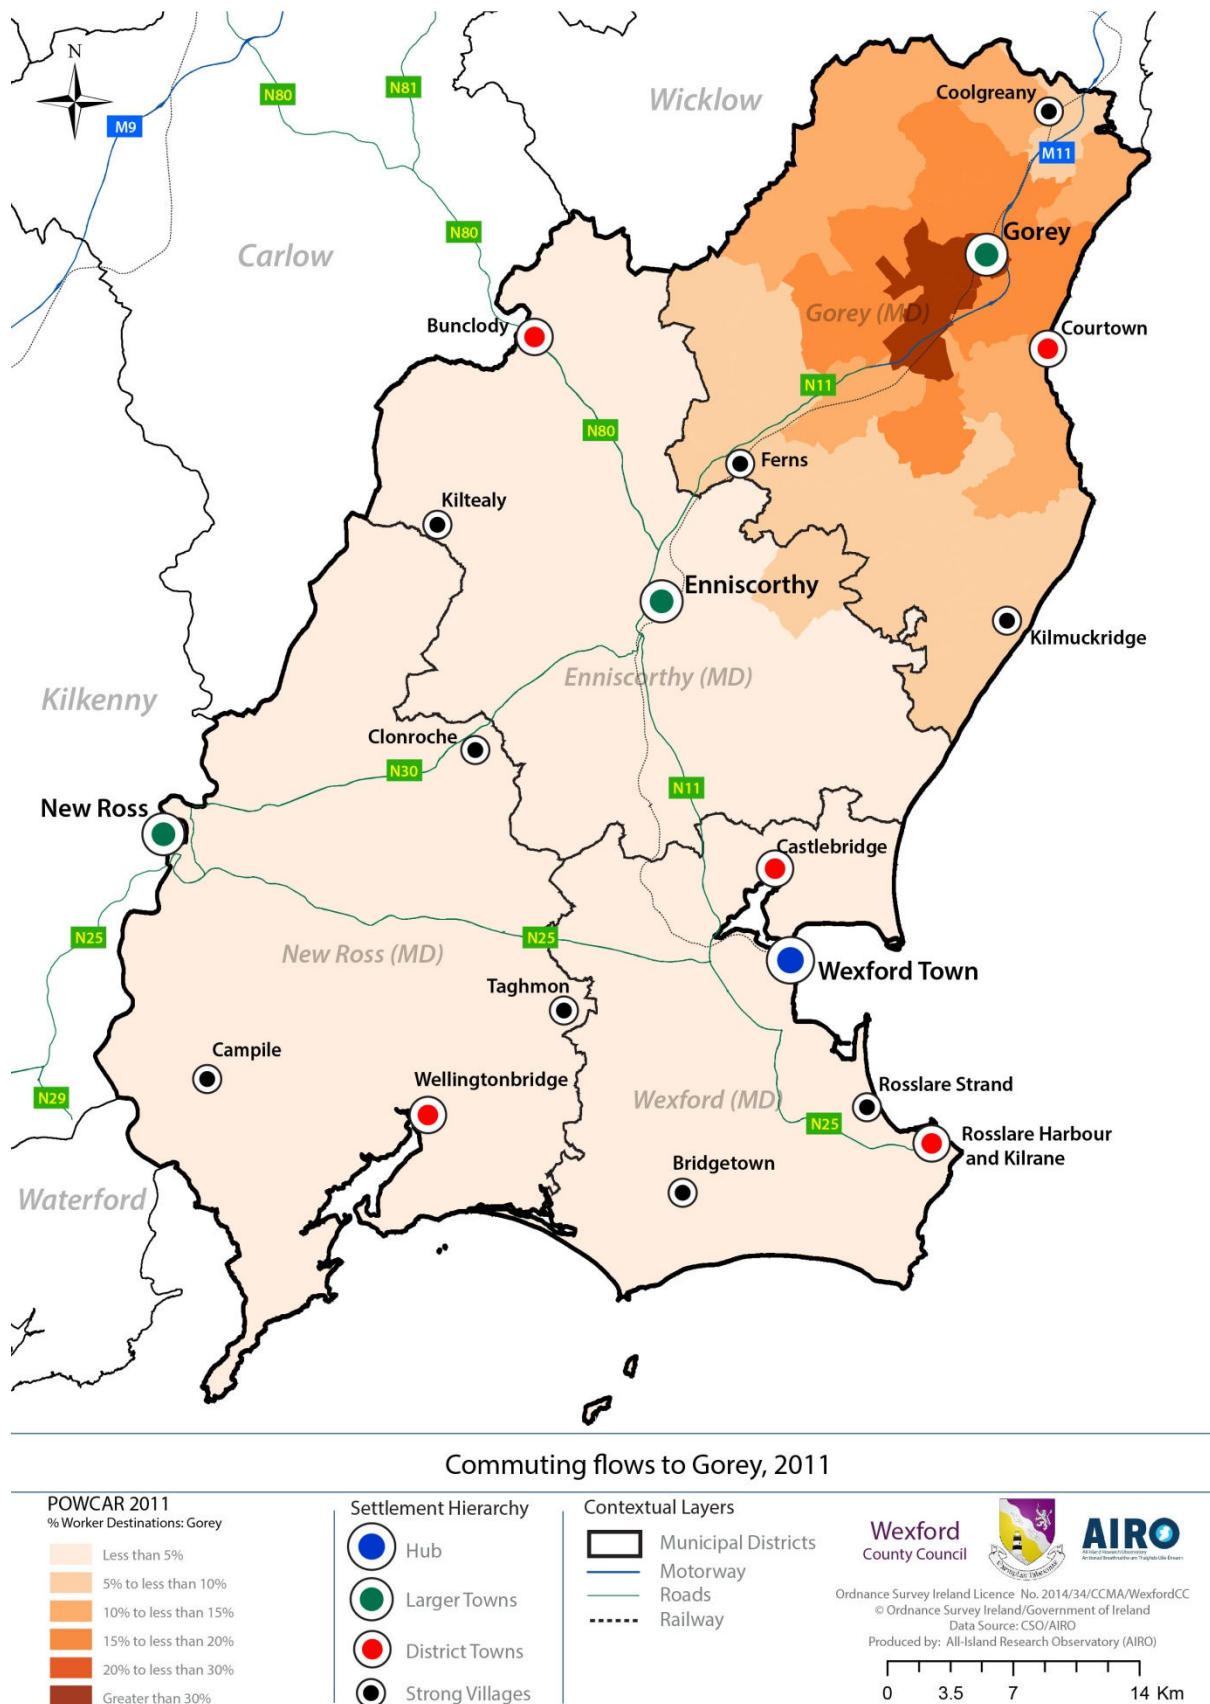 N
N80
N81
M9
Wicklow
Coolgreany
M11
N80
Carlow
Gorey
Gorey (MD)
Bunclody
Courtown
N11
N80
Ferns
Kiltealy
Enniscorthy
Kilmuckridge
Enniscorthy (MD)
Kilkenny
Clonroche
N30
N11
New Ross
Castlebridge
N25
N25
New Ross (MD)
Wexford Town
Taghmon
Campile
Wellingtonbridge
Rosslare Strand
N29
Wexford (MD)
N25
Rosslare Harbour
and Kilrane
Bridgetown
Waterford
Commuting flows to Gorey, 2011
POWCAR 2011
% Worker Destinations: Gorey
Less than 5%
5% to less than 10%
10% to less than 15%
15% to less than 20%
20% to less than 30%
Greater than 30%
Settlement Hierarchy
Hub
Larger Towns
District Towns
Strong Villages
Contextual Layers
Municipal Districts
Motorway
Roads
Railway
Wexford
County Council
AIRO
Ordnance Survey Ireland Licence No. 2014/34/CCMA/WexfordCC
© Ordnance Survey Ireland/Government of Ireland
Data Source: CSO/AIRO
Produced by: All-Island Research Observatory (AIRO)
0 3.5 7 14 Km